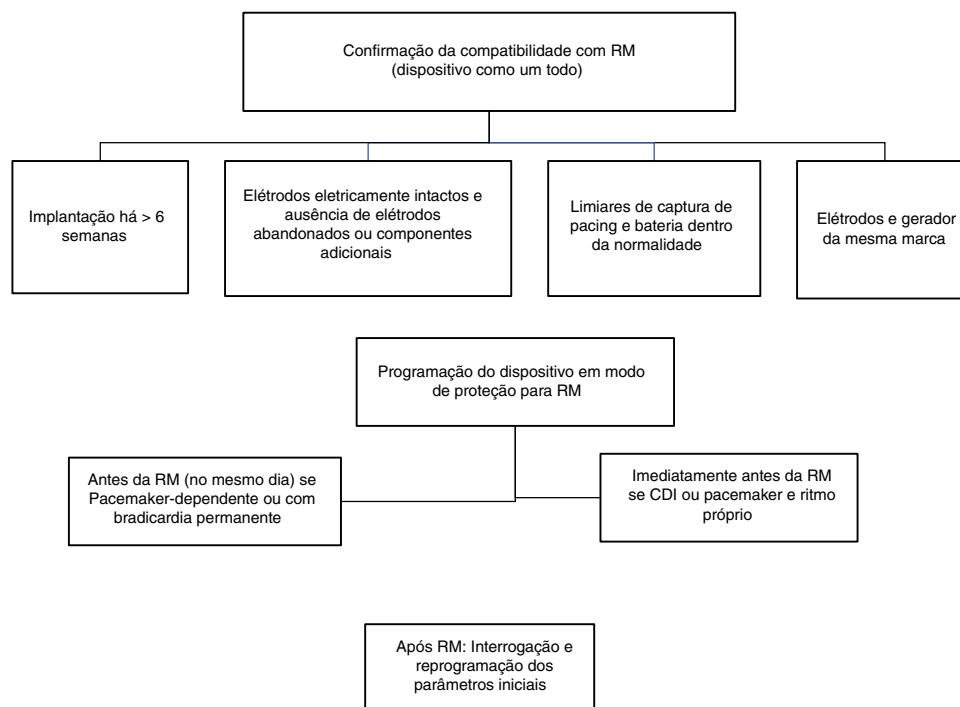 Confirmação da compatibilidade com RM
(dispositivo como um todo)
Implantação há > 6
semanas
Elétrodos eletricamente intactos e
ausência de elétrodos
abandonados ou componentes
adicionais
Limiares de captura de
pacing e bateria dentro
da normalidade
Elétrodos e gerador
da mesma marca
Programação do dispositivo em modo
de proteção para RM
Antes da RM (no mesmo dia) se
Pacemaker-dependente ou com
bradicardia permanente
Imediatamente antes da RM
se CDI ou pacemaker e ritmo
próprio
Após RM: Interrogação e
reprogramação dos
parâmetros iniciais